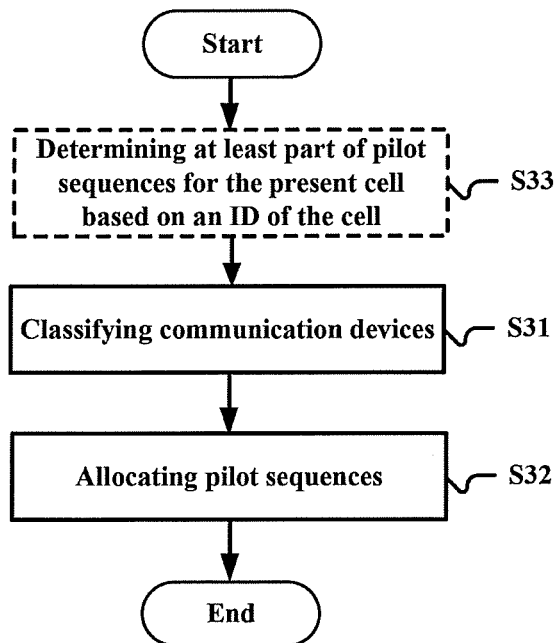 Start
Determining at least part of pilot
sequences for the present cell
based on an ID of the cell
S33
Classifying communication devices
S31
Allocating pilot sequences
S32
End